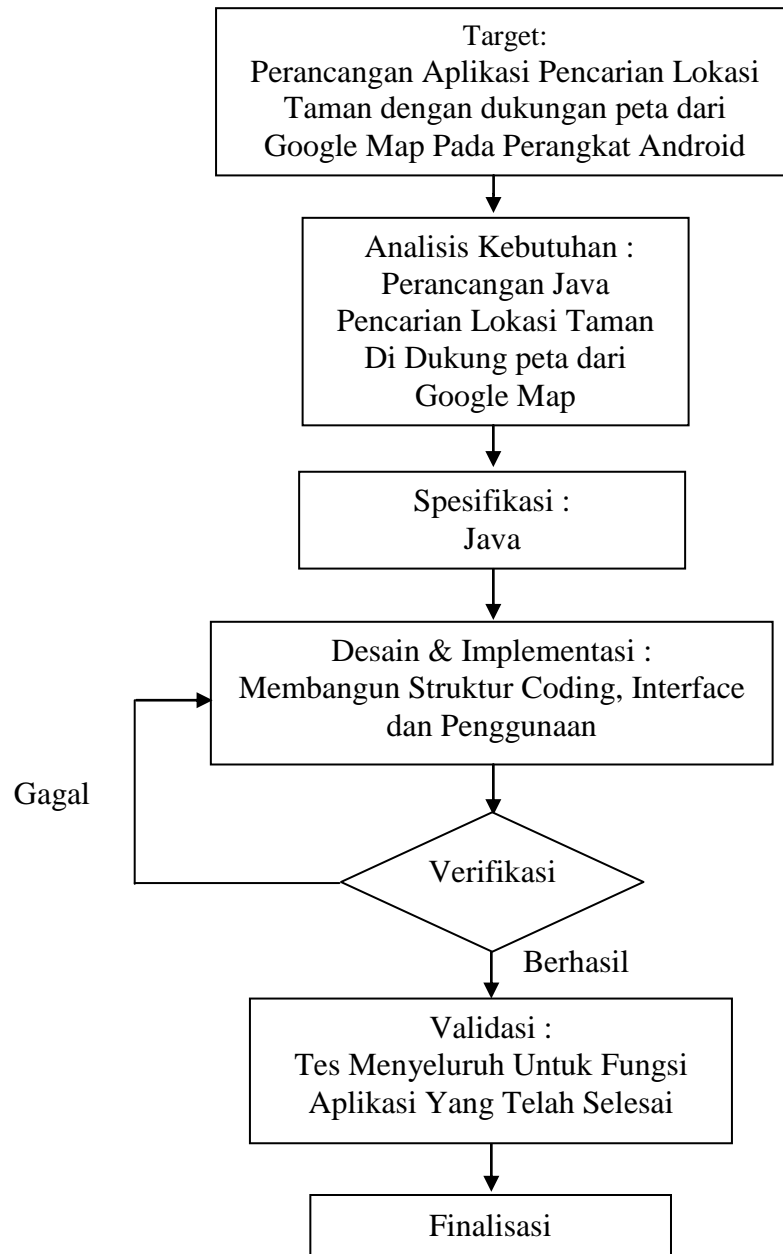 Target:
Perancangan Aplikasi Pencarian Lokasi
Taman dengan dukungan peta dari
Google Map Pada Perangkat Android
Analisis Kebutuhan :
Perancangan Java
Pencarian Lokasi Taman
Di Dukung peta dari
Google Map
Spesifikasi :
Java
Desain & Implementasi :
Membangun Struktur Coding, Interface
dan Penggunaan
Gagal
Verifikasi
Berhasil
Validasi :
Tes Menyeluruh Untuk Fungsi
Aplikasi Yang Telah Selesai
Finalisasi